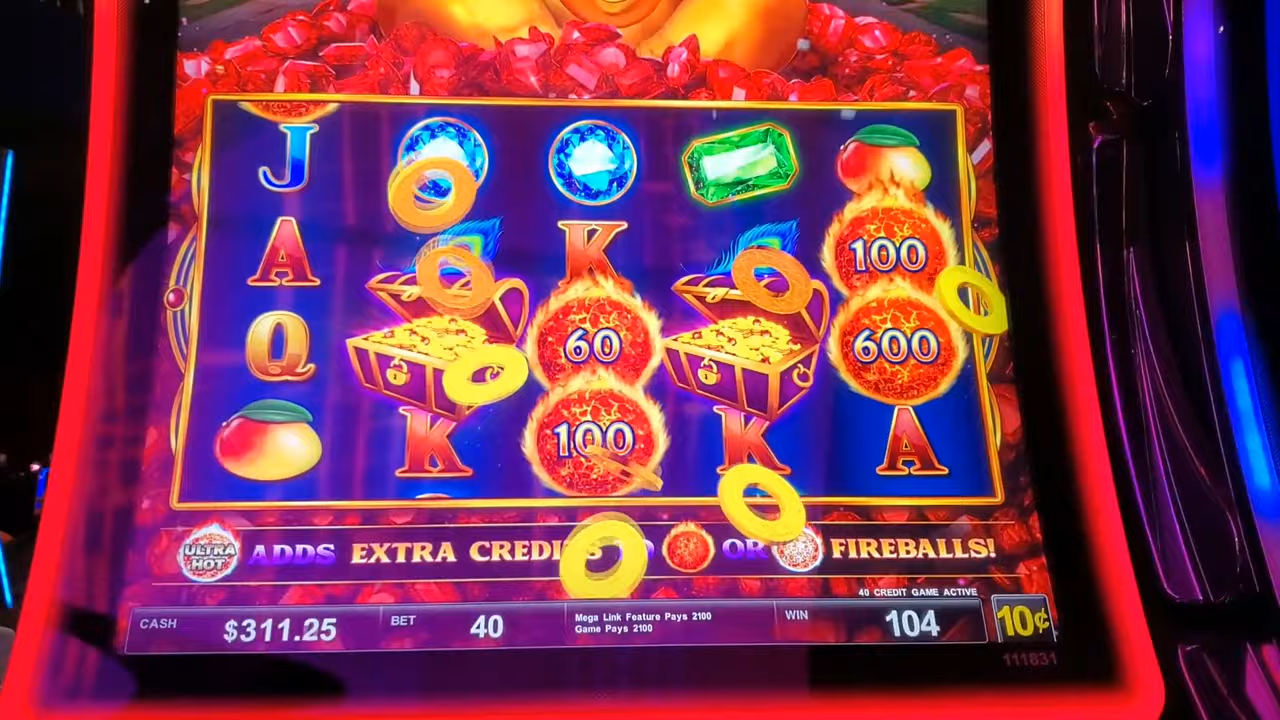 J
A K 100
Q 60 600
100
K K A
ULTRA HOT ADDS EXTRA CREDITS OR FIREBALLS!
40 CREDIT GAME ACTIVE
CASH $311.25 BET 40 Mega Link Feature Pays 2100 WIN 104 10¢
Game Pays 2100
111831